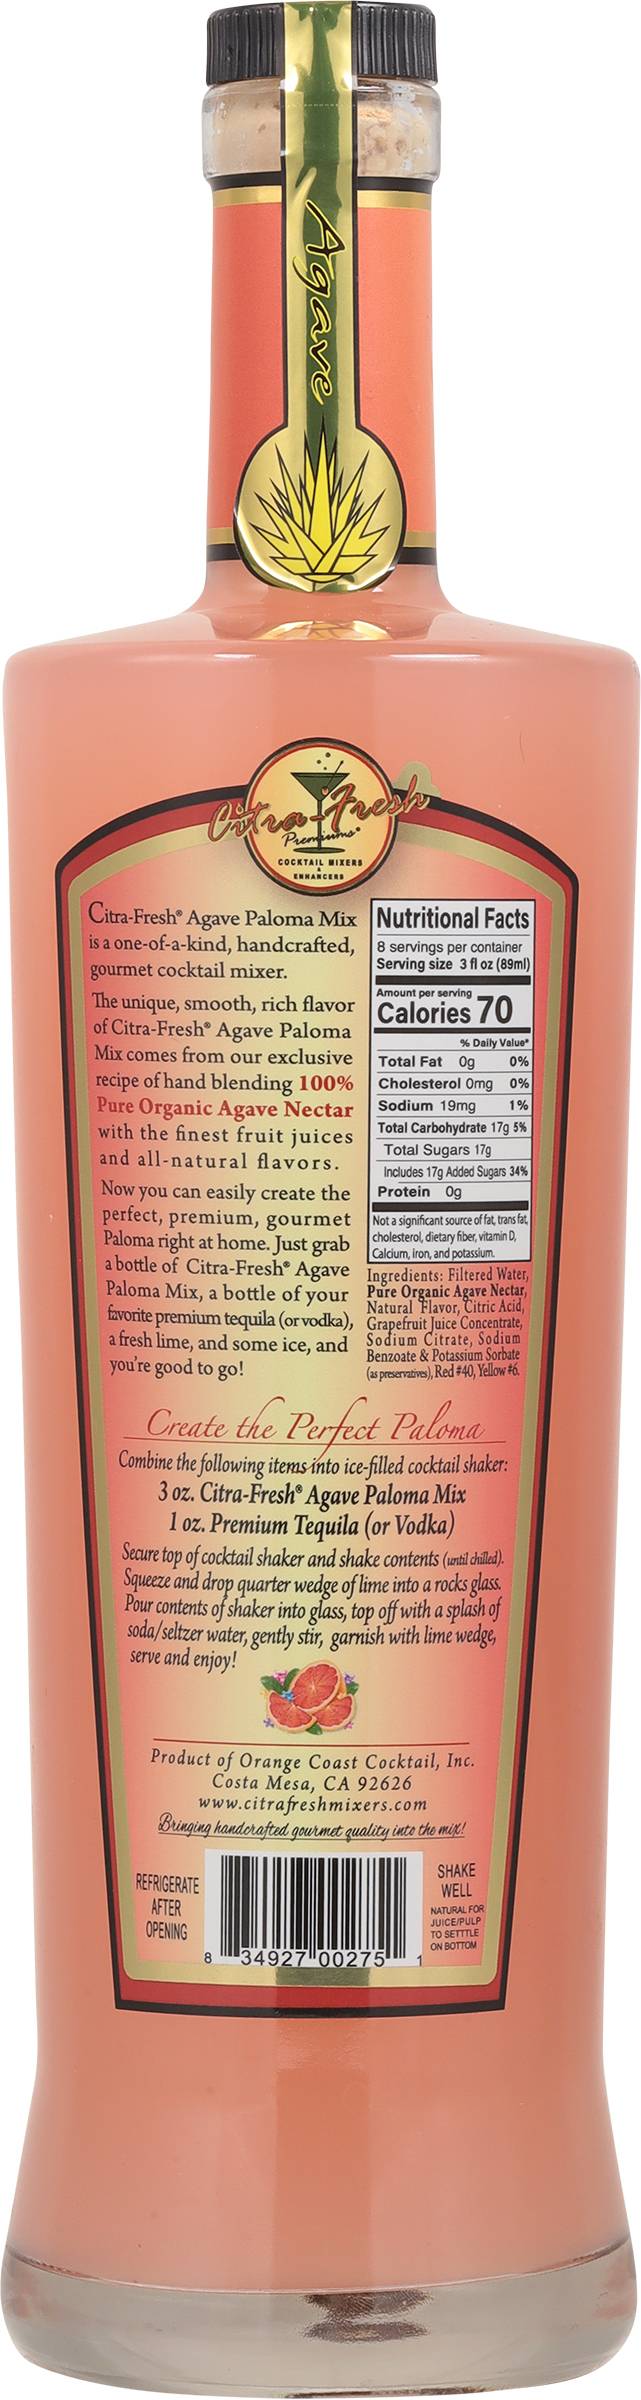 Agave
Citra-Fresh
Premiums®
COCKTAIL MIXERS
&
ENHANCERS
Citra-Fresh® Agave Paloma Mix
is a one-of-a-kind, handcrafted,
gourmet cocktail mixer.
The unique, smooth, rich flavor
of Citra-Fresh® Agave Paloma
Mix comes from our exclusive
recipe of hand blending 100%
Pure Organic Agave Nectar
with the finest fruit juices
and all-natural flavors.
Now you can easily create the
perfect, premium, gourmet
Paloma right at home. Just grab
a bottle of Citra-Fresh® Agave
Paloma Mix, a bottle of your
favorite premium tequila (or vodka),
a fresh lime, and some ice, and
you're good to go!
Nutritional Facts
8 servings per container
Serving size 3 fl oz (89ml)
Amount per serving
Calories 70
% Daily Value*
Total Fat 0g 0%
Cholesterol 0mg 0%
Sodium 19mg 1%
Total Carbohydrate 17g 5%
Total Sugars 17g
Includes 17g Added Sugars 34%
Protein 0g
Not a significant source of fat, trans fat,
cholesterol, dietary fiber, vitamin D,
Calcium, iron, and potassium.
Ingredients: Filtered Water,
Pure Organic Agave Nectar,
Natural Flavor, Citric Acid,
Grapefruit Juice Concentrate,
Sodium Citrate, Sodium
Benzoate & Potassium Sorbate
(as preservatives), Red #40, Yellow #6.
Create the Perfect Paloma
Combine the following items into ice-filled cocktail shaker:
3 oz. Citra-Fresh® Agave Paloma Mix
1 oz. Premium Tequila (or Vodka)
Secure top of cocktail shaker and shake contents (until chilled).
Squeeze and drop quarter wedge of lime into a rocks glass.
Pour contents of shaker into glass, top off with a splash of
soda/seltzer water, gently stir, garnish with lime wedge,
serve and enjoy!
Product of Orange Coast Cocktail, Inc.
Costa Mesa, CA 92626
www.citrafreshmixers.com
Bringing handcrafted gourmet quality into the mix!
REFRIGERATE
AFTER
OPENING
8 34927 00275 1
SHAKE
WELL
NATURAL FOR
JUICE/PULP
TO SETTTLE
ON BOTTOM